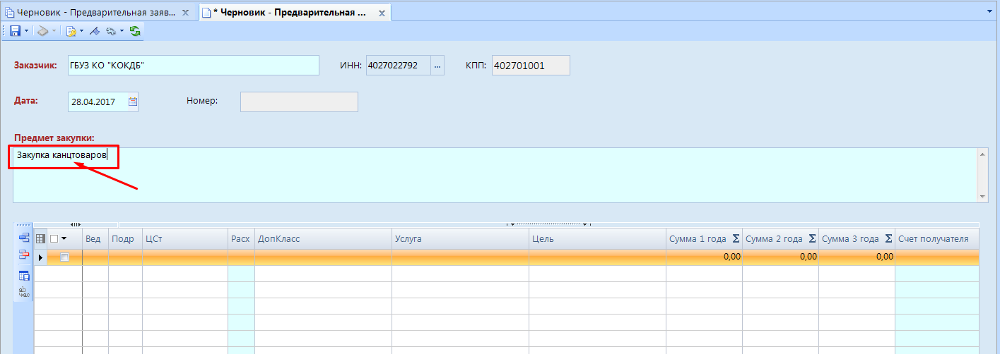 Черновик - Предварительная заяв...
* Черновик - Предварительная ...
Заказчик: ГБУЗ КО "КОКДБ" ИНН: 4027022792 ... КПП: 402701001
Дата: 28.04.2017 Номер:
Предмет закупки:
Закупка канцтоваров
Вед Подр ЦСт Расх ДопКласс Услуга Цель Сумма 1 года Σ Сумма 2 года Σ Сумма 3 года Σ Счет получателя
0,00 0,00 0,00
ab
ac